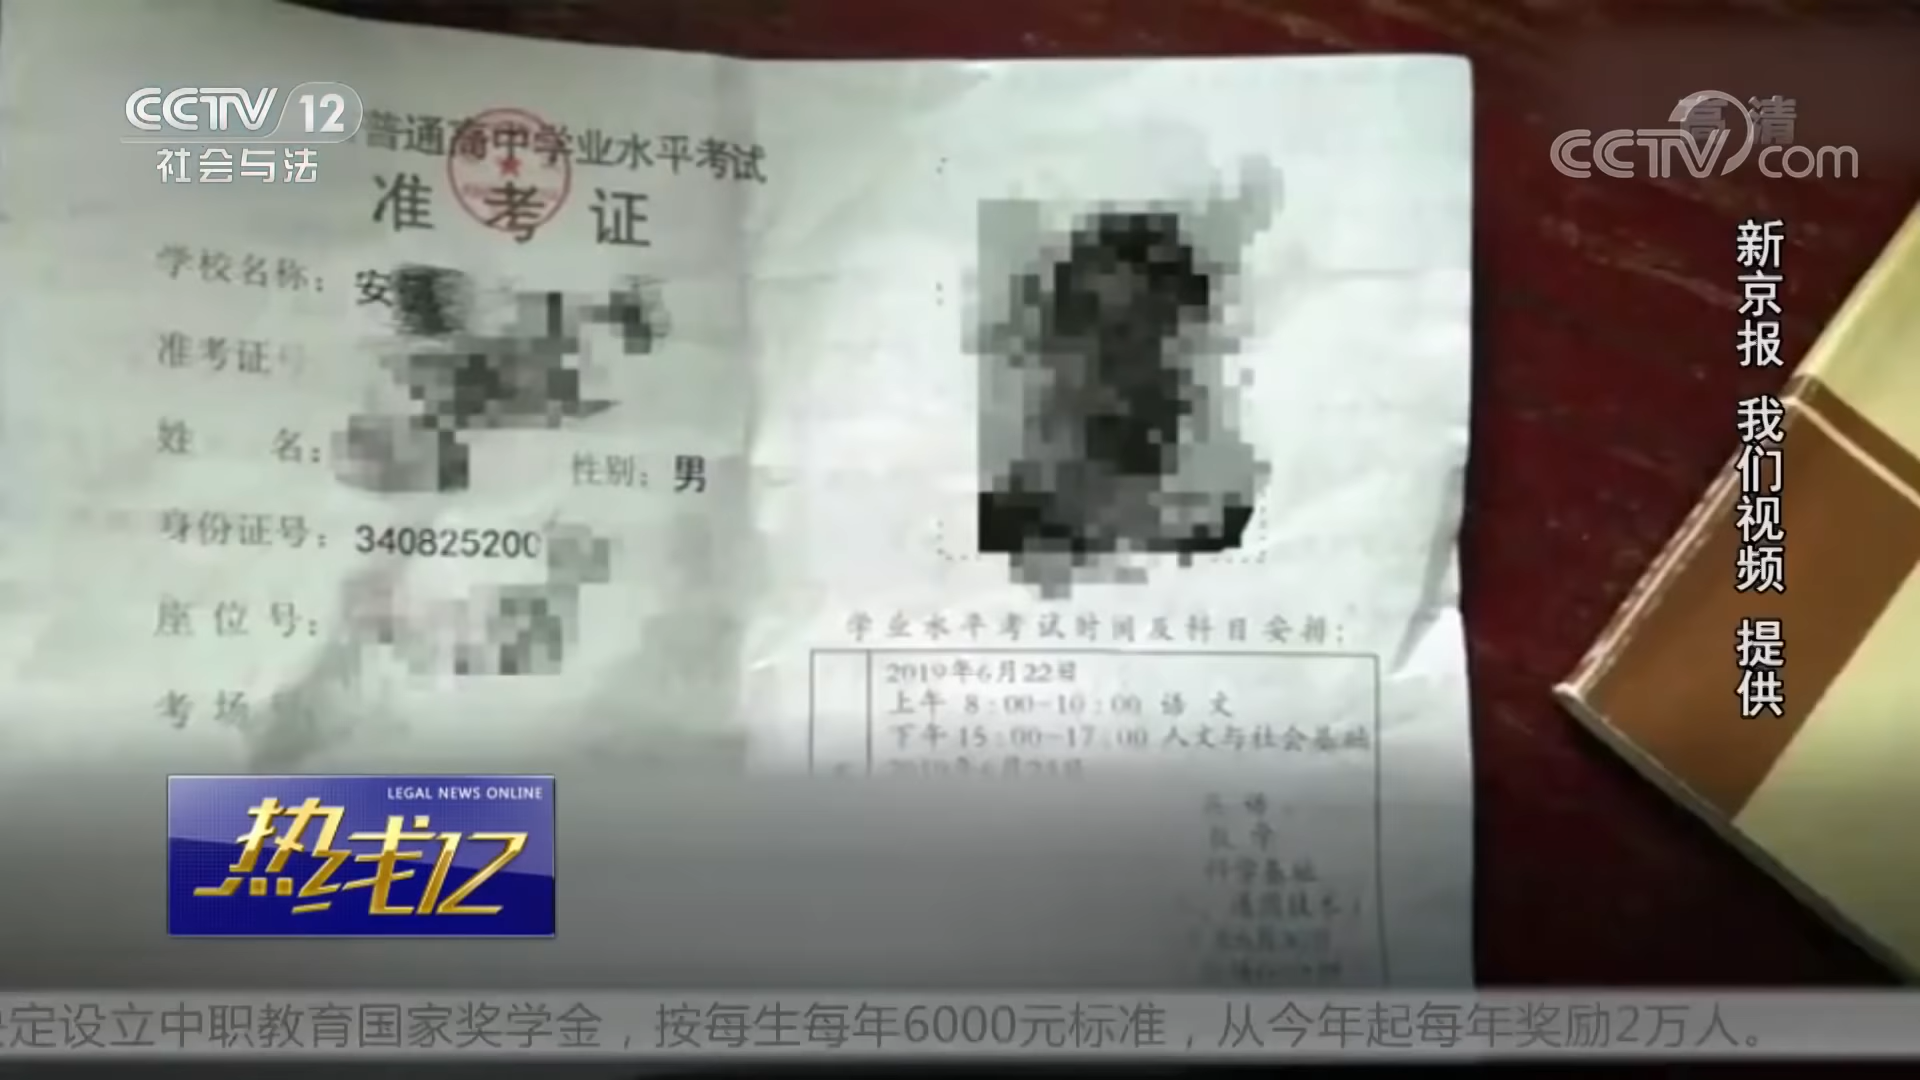 CCTV 12
社会与法
高清
CCTV com
新京报 我们视频 提供
普通高中学业水平考试
准考证
学校名称：安
准考证号
姓 名：
性别：男
身份证号：340825200
座位号：
考场
学业水平考试时间及科目安排：
2019年6月22日
上午 8：00-10：00 语 文
下午 15：00-17：00 人文与社会基础
科学基础
LEGAL NEWS ONLINE
热线12
定设立中职教育国家奖学金，按每生每年6000元标准，从今年起每年奖励2万人。